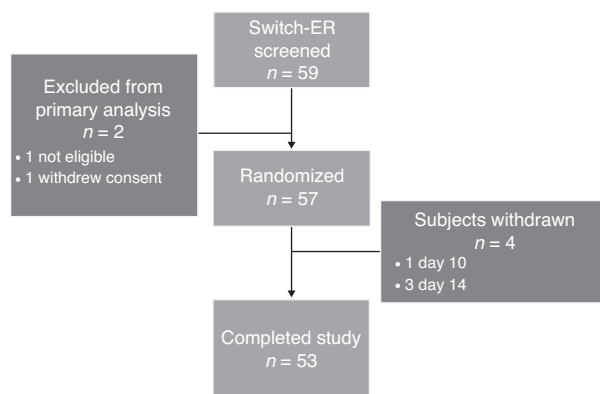 Switch-ER
screened
n = 59
Excluded from
primary analysis
n = 2
• 1 not eligible
• 1 withdrew consent
Randomized
n = 57
Subjects withdrawn
n = 4
• 1 day 10
• 3 day 14
Completed study
n = 53